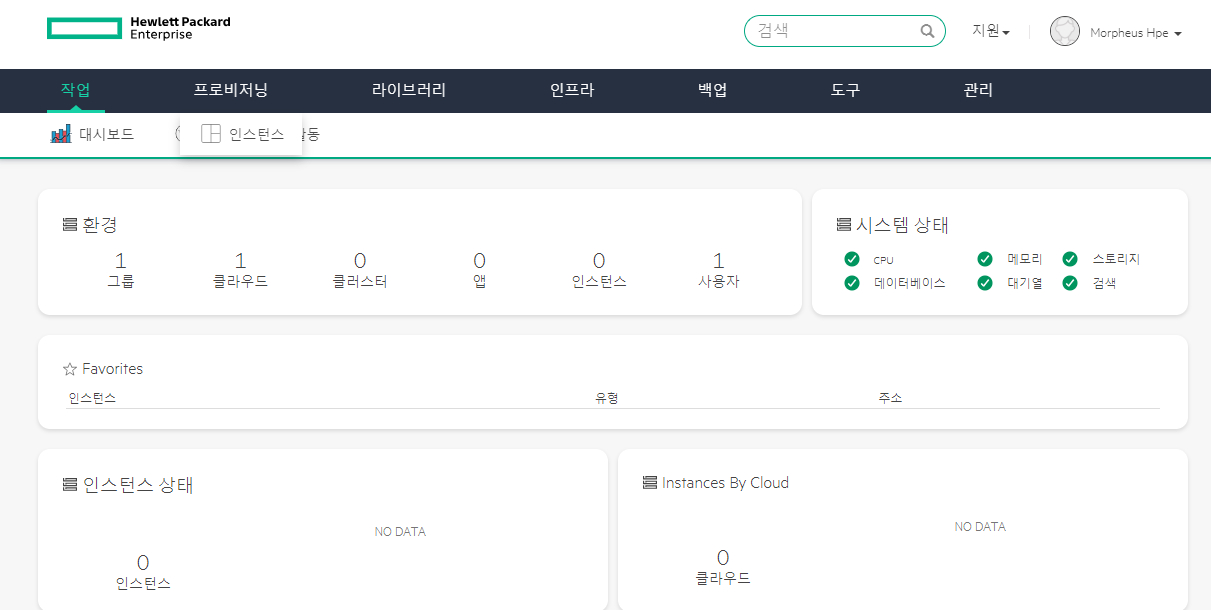 Hewlett Packard
Enterprise
검색
지원
Morpheus Hpe
작업 프로비저닝 라이브러리 인프라 백업 도구 관리
대시보드 인스턴스 활동
환경
1 1 0 0 0 1
그룹 클라우드 클러스터 앱 인스턴스 사용자
시스템 상태
CPU 메모리 스토리지
데이터베이스 대기열 검색
Favorites
인스턴스 유형 주소
인스턴스 상태
NO DATA
0
인스턴스
Instances By Cloud
NO DATA
0
클라우드